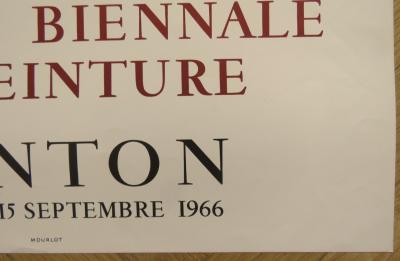 BIENNALE
EINTURE
NTON
15 SEPTEMBRE 1966
MOURLOT